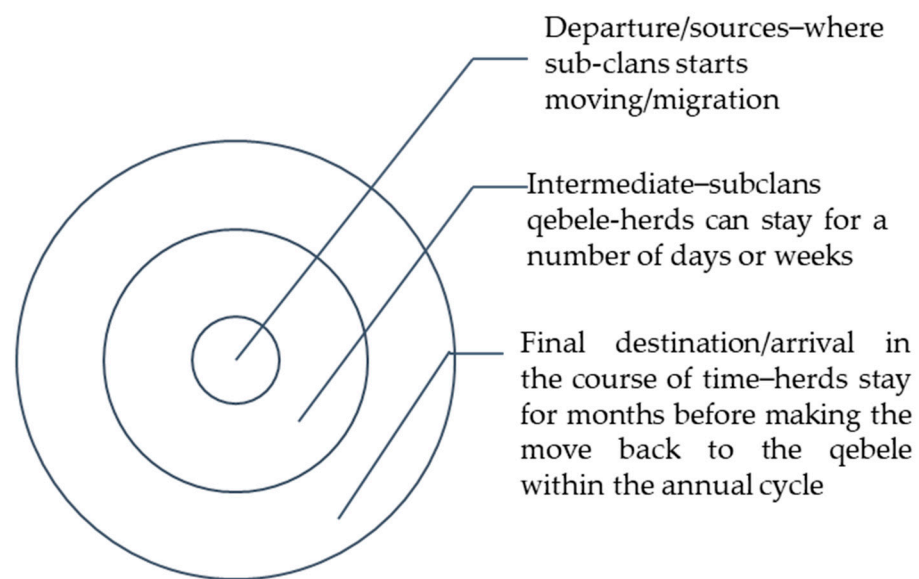 Departure/sources–where
sub-clans starts
moving/migration
Intermediate–subclans
qebele-herds can stay for a
number of days or weeks
Final destination/arrival in
the course of time–herds stay
for months before making the
move back to the qebele
within the annual cycle